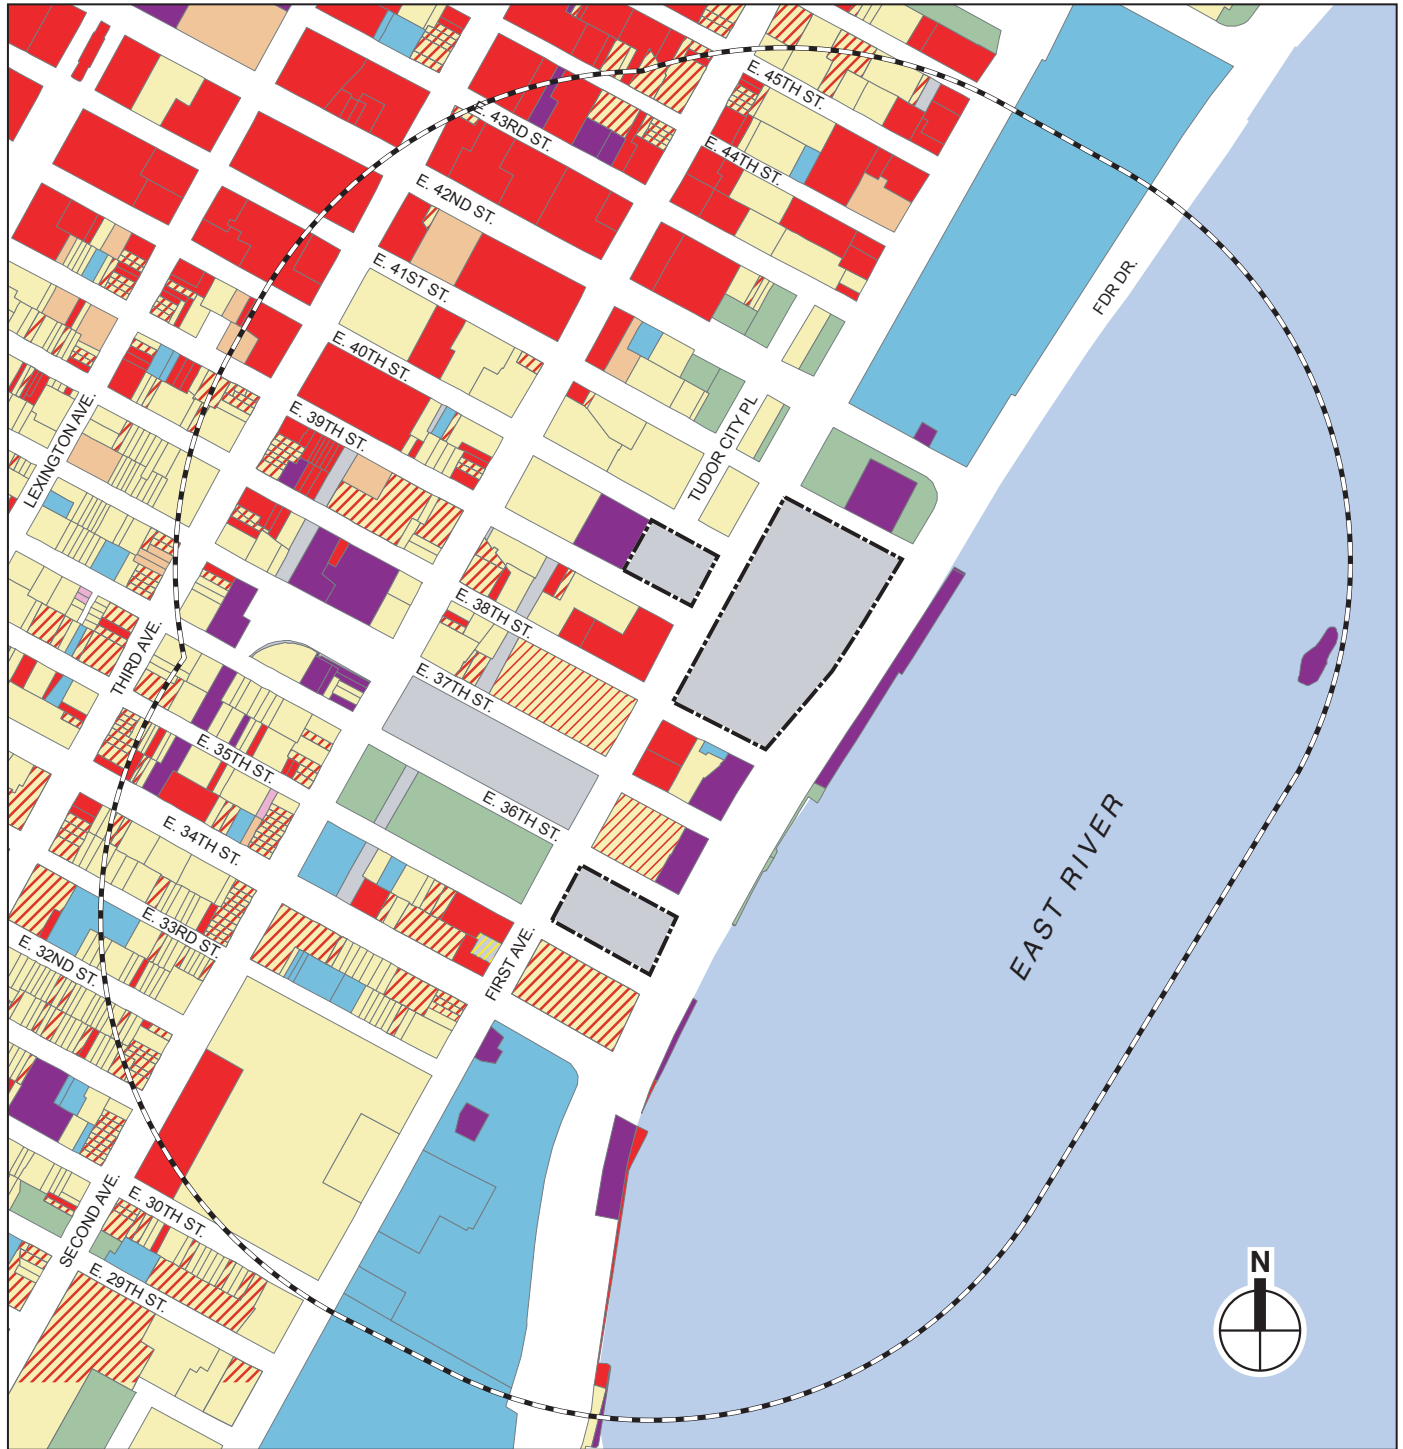 E. 45TH ST.
E. 43RD ST.
E. 44TH ST.
E. 42ND ST.
E. 41ST ST.
FDR DR.
E. 40TH ST.
E. 39TH ST.
LEXINGTON AVE.
TUDOR CITY PL
E. 38TH ST.
THIRD AVE.
E. 37TH ST.
E. 35TH ST.
E. 36TH ST.
E. 34TH ST.
EAST RIVER
E. 33RD ST.
E. 32ND ST.
FIRST AVE.
SECOND AVE.
E. 30TH ST.
E. 29TH ST.
N